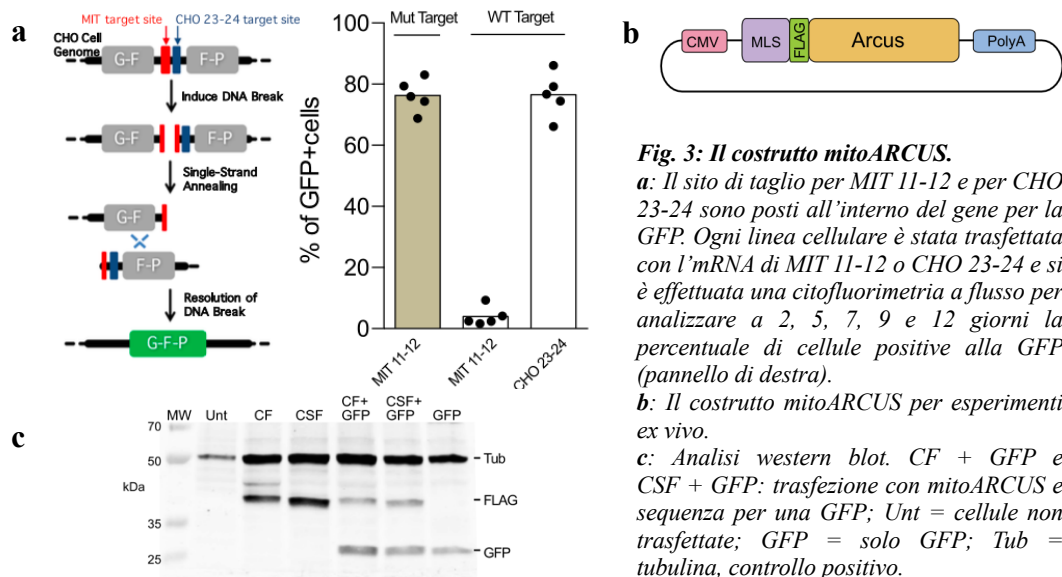 a
MIT target site
CHO 23-24 target site
CHO Cell
Genome
G-F
F-P
Induce DNA Break
G-F
F-P
Single-Strand
Annealing
G-F
F-P
Resolution of
DNA Break
G-F-P
Mut Target
WT Target
% of GFP+cells
100
80
60
40
20
0
MIT 11-12
MIT 11-12
CHO 23-24
b
CMV
MLS
FLAG
Arcus
PolyA
Fig. 3: Il costrutto mitoARCUS.
a: Il sito di taglio per MIT 11-12 e per CHO
23-24 sono posti all’interno del gene per la
GFP. Ogni linea cellulare è stata trasfettata
con l’mRNA di MIT 11-12 o CHO 23-24 e si
è effettuata una citofluorimetria a flusso per
analizzare a 2, 5, 7, 9 e 12 giorni la
percentuale di cellule positive alla GFP
(pannello di destra).
b: Il costrutto mitoARCUS per esperimenti
ex vivo.
c: Analisi western blot. CF + GFP e
CSF + GFP: trasfezione con mitoARCUS e
sequenza per una GFP; Unt = cellule non
trasfettate; GFP = solo GFP; Tub =
tubulina, controllo positivo.
c
MW
Unt
CF
CSF
CF+
GFP
CSF+
GFP
GFP
70
50
kDa
35
25
Tub
FLAG
GFP